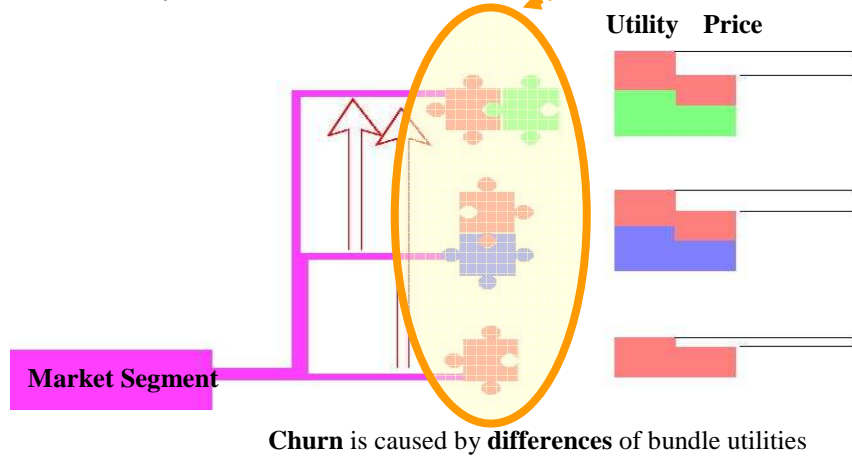 Utility Price
Market Segment
Churn is caused by differences of bundle utilities